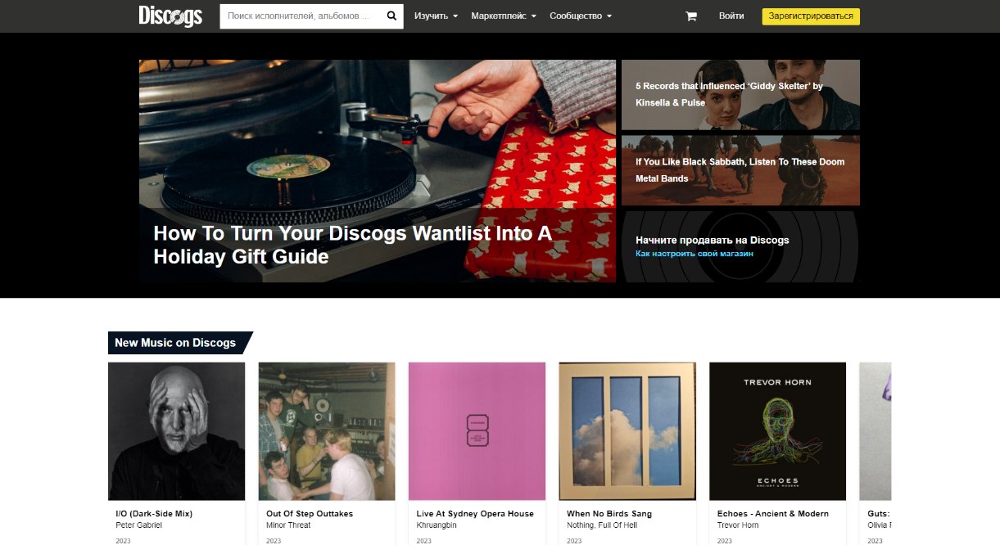 Discogs
Поиск исполнителей, альбомов ...
Изучить
Маркетплейс
Сообщество
Войти
Зарегистрироваться
How To Turn Your Discogs Wantlist Into A
Holiday Gift Guide
5 Records that Influenced ‘Giddy Skelter’ by
Kinsella & Pulse
If You Like Black Sabbath, Listen To These Doom
Metal Bands
Начните продавать на Discogs
Как настроить свой магазин
New Music on Discogs
TREVOR HORN
ECHOES
ANCIENT & MODERN
I/O (Dark-Side Mix)
Peter Gabriel
2023
Out Of Step Outtakes
Minor Threat
2023
Live At Sydney Opera House
Khruangbin
2023
When No Birds Sang
Nothing, Full Of Hell
2023
Echoes - Ancient & Modern
Trevor Horn
2023
Guts:
Olivia